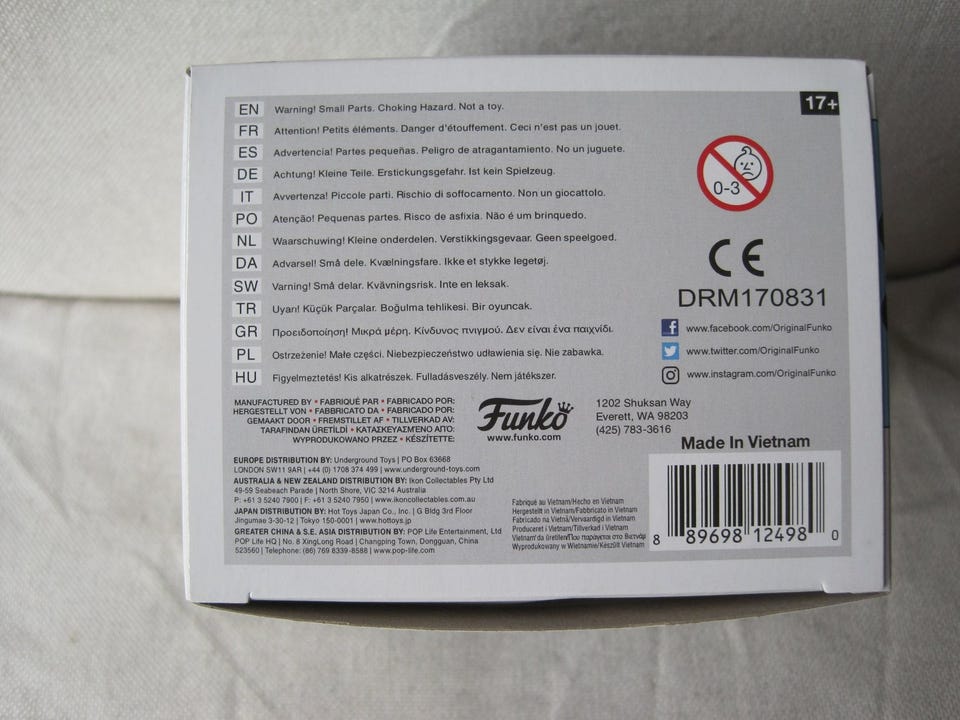 17+
EN Warning! Small Parts. Choking Hazard. Not a toy.
FR Attention! Petits éléments. Danger d'étouffement. Ceci n'est pas un jouet.
ES Advertencia! Partes pequeñas. Peligro de atragantamiento. No un juguete.
DE Achtung! Kleine Teile. Erstickungsgefahr. Ist kein Spielzeug.
IT Avvertenza! Piccole parti. Rischio di soffocamento. Non un giocattolo.
PO Atenção! Pequenas partes. Risco de asfixia. Não é um brinquedo.
NL Waarschuwing! Kleine onderdelen. Verstikkingsgevaar. Geen speelgoed.
DA Advarsel! Små dele. Kvælningsfare. Ikke et stykke legetøj.
SW Varning! Små delar. Kvävningsrisk. Inte en leksak.
TR Uyarı! Küçük Parçalar. Boğulma tehlikesi. Bir oyuncak.
GR Προειδοποίηση! Μικρά μέρη. Κίνδυνος πνιγμού. Δεν είναι ένα παιχνίδι.
PL Ostrzeżenie! Małe części. Niebezpieczeństwo udławienia się. Nie zabawka.
HU Figyelmeztetés! Kis alkatrészek. Fulladásveszély. Nem játékszer.
0-3
CE
DRM170831
f www.facebook.com/OriginalFunko
www.twitter.com/OriginalFunko
www.instagram.com/OriginalFunko
MANUFACTURED BY • FABRIQUÉ PAR • FABRICADO POR:
HERGESTELLT VON • FABBRICATO DA • FABRICADO POR:
GEMAAKT DOOR • FREMSTILLET AF • TILLVERKAD AV:
TARAFINDAN ÜRETİLDİ • ΚΑΤΑΣΚΕΥΑΣΜΈΝΟ ΑΠΌ:
WYPRODUKOWANO PRZEZ • KÉSZÍTETTE:
Funko
www.funko.com
1202 Shuksan Way
Everett, WA 98203
(425) 783-3616
Made In Vietnam
EUROPE DISTRIBUTION BY: Underground Toys | PO Box 63668
LONDON SW11 9AR | +44 (0) 1708 374 499 | www.underground-toys.com
AUSTRALIA & NEW ZEALAND DISTRIBUTION BY: Ikon Collectables Pty Ltd
49-59 Seabeach Parade | North Shore, VIC 3214 Australia
P: +61 3 5240 7900 | F: +61 3 5240 7950 | www.ikoncollectables.com.au
JAPAN DISTRIBUTION BY: Hot Toys Japan Co., Inc. | G Bldg 3rd Floor
Jingumae 3-30-12 | Tokyo 150-0001 | www.hottoys.jp
GREATER CHINA & S.E. ASIA DISTRIBUTION BY: POP Life Entertainment, Ltd
POP Life HQ | No. 8 XingLong Road | Changping Town, Dongguan, China
523560 | Telephone: (86) 769 8339-8588 | www.pop-life.com
Fabriqué au Vietnam/Hecho en Vietnam
Hergestellt in Vietnam/Fabbricato in Vietnam
Fabricado na Vietnã/Vervaardigd in Vietnam
Produceret i Vietnam/Tillverkad i Vietnam
Vietnam'da üretilen/Που παράγεται στο Βιετνάμ
Wyprodukowany w Wietnamie/Készült Vietnam
8 89698 12498 0